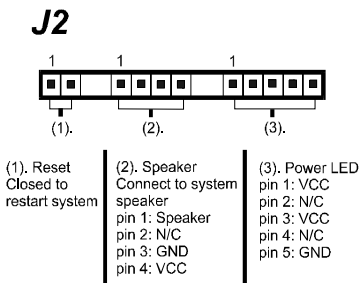 J2
1 1 1
(1). (2). (3).
(1). Reset
Closed to
restart system
(2). Speaker
Connect to system
speaker
pin 1: Speaker
pin 2: N/C
pin 3: GND
pin 4: VCC
(3). Power LED
pin 1: VCC
pin 2: N/C
pin 3: VCC
pin 4: N/C
pin 5: GND